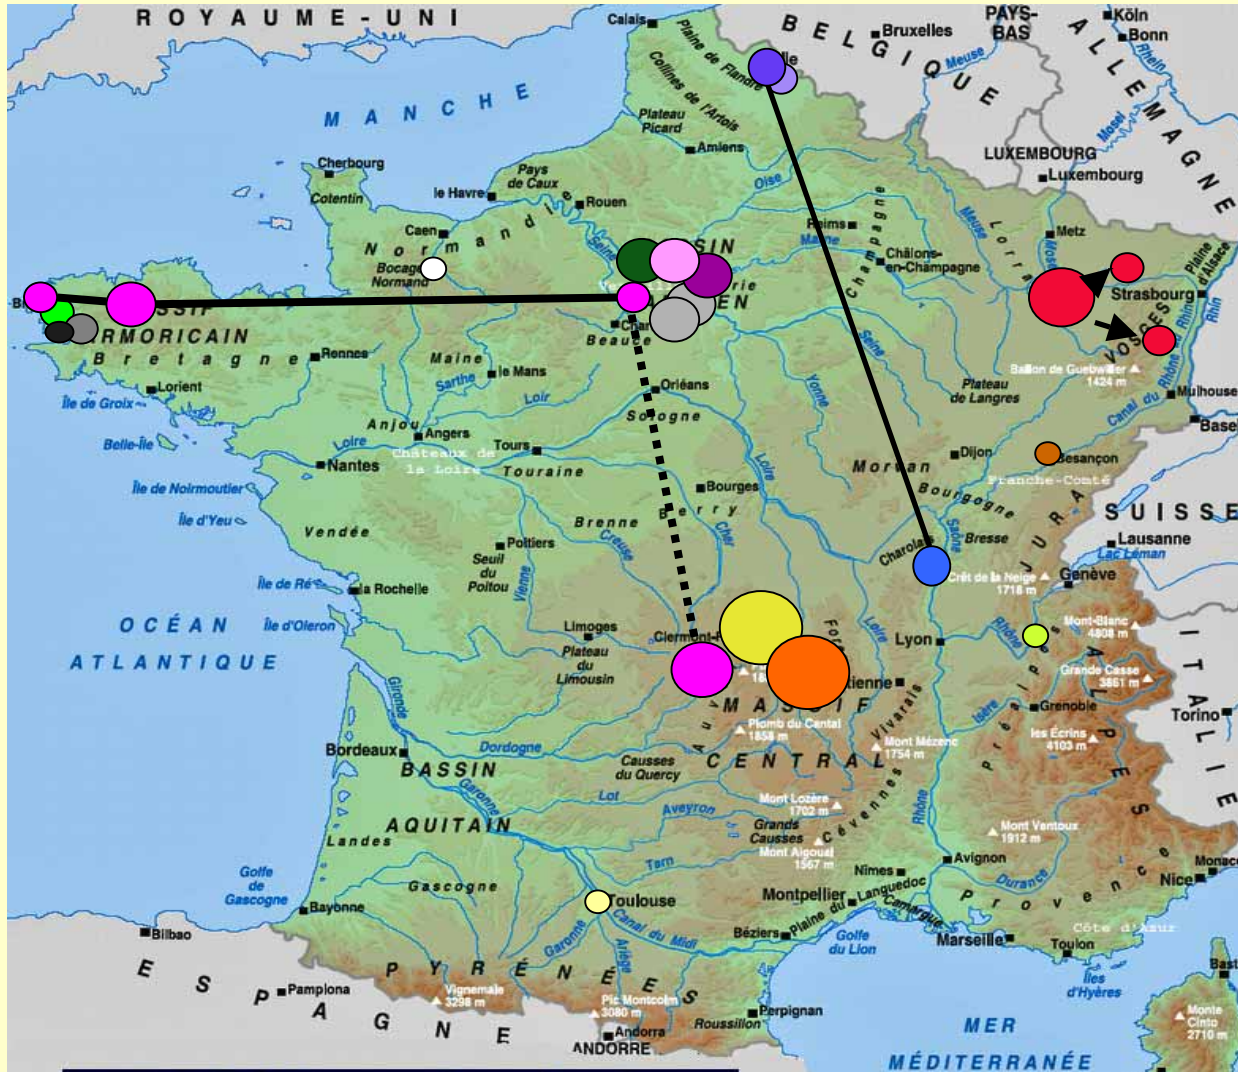 ROYAUME-UNI
Calais
BELGIQUE
Bruxelles
PAYS-
BAS
Köln
Bonn
ALLEMAGNE
Rhein
Meuse
Mosel
Plaine de Flandre
Collines de l'Artois
Plateau
Picard
MANCHE
Amiens
LUXEMBOURG
Luxembourg
Cherbourg
Cotentin
Pays
de Caux
le Havre
Rouen
Oise
Caen
Normandie
Bocage
Normand
Seine
Reims
Marne
Champagne
Châlons-
en-Champagne
Meuse
Metz
Plaine
d'Alsace
Strasbourg
Rhin
VOSGES
ARMORICAIN
Bretagne
Rennes
Maine
Sarthe
le Mans
Beauce
Seine
Yonne
Ballon de Guebwiller
1424 m
Plateau
de Langres
Canal du Rhône au Rhin
Mulhouse
Basel
Lorient
Île de Groix
Belle-Île
Loir
Orléans
Sologne
Anjou
Angers
Loire
Châteaux de
la Loire
Tours
Touraine
Nantes
Loire
Morvan
Dijon
Bourgogne
Besançon
Franche-Comté
Île de Noirmoutier
Île d'Yeu
Vendée
Bourges
Berry
Brenne
Cher
Creuse
Poitiers
Seuil
du
Poitou
Vienne
Saône
Bresse
Charolais
JURA
SUISSE
Lausanne
Lac Léman
Crêt de la Neige
1718 m
Genève
Île de Ré
la Rochelle
Île d'Oleron
OCÉAN
ATLANTIQUE
Limoges
Plateau
du
Limousin
Loire
Lyon
Rhône
Mont-Blanc
4808 m
Grande Casse
3861 m
ITALIE
Gironde
MASSIF
CENTRAL
Plomb du Cantal
1858 m
Vivarais
Mont Mézenc
1754 m
Isère
Grenoble
Préalpes
ALPES
les Écrins
4103 m
Torino
Bordeaux
BASSIN
AQUITAIN
Dordogne
Causses
du Quercy
Garonne
Lot
Aveyron
Mont Lozère
1702 m
Grands
Causses
Cévennes
Mont Aigoual
1567 m
Rhône
Mont Ventoux
1912 m
Landes
Tarn
Gascogne
Golfe
de
Gascogne
Bayonne
Toulouse
Canal du Midi
Montpellier
Nîmes
Avignon
Durance
Provence
Monaco
Nice
Languedoc
Plaine du
Camargue
Béziers
Golfe
du Lion
Marseille
Toulon
Côte d'Azur
Îles
d'Hyères
Bilbao
ESPAGNE
Pamplona
PYRÉNÉES
Vignemale
3298 m
Garonne
Ariège
Pic Montcalm
3080 m
Roussillon
Perpignan
Andorra
ANDORRE
MER
MÉDITERRANÉE
Monte
Cinto
2710 m